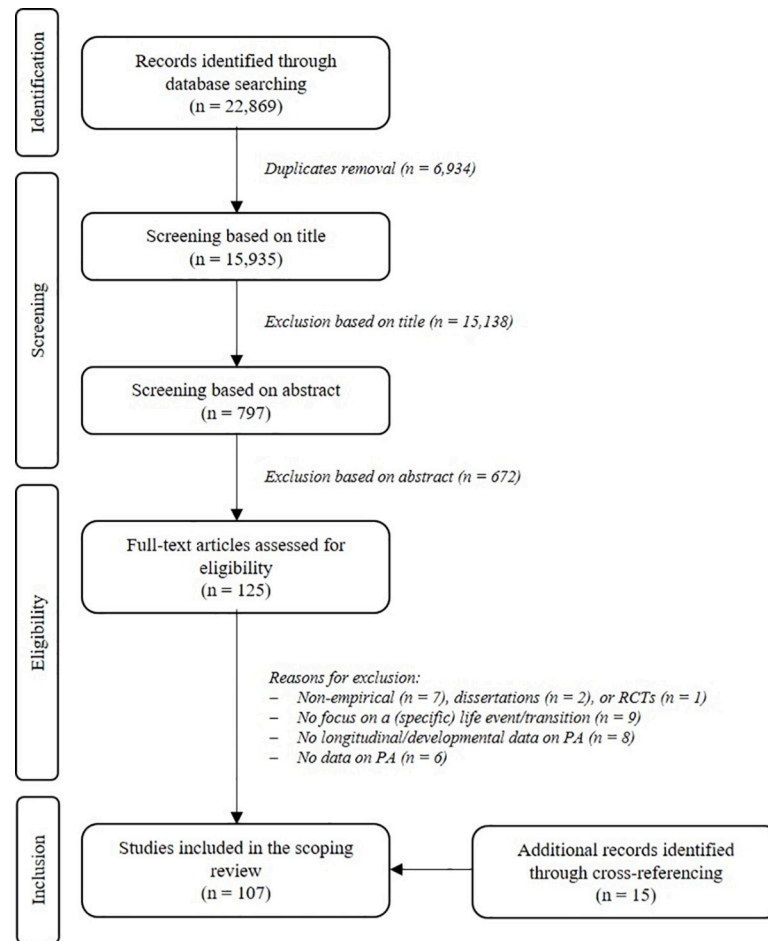 Identification
Records identified through
database searching
(n = 22,869)
Duplicates removal (n = 6,934)
Screening
Screening based on title
(n = 15,935)
Exclusion based on title (n = 15,138)
Screening based on abstract
(n = 797)
Exclusion based on abstract (n = 672)
Eligibility
Full-text articles assessed for
eligibility
(n = 125)
Reasons for exclusion:
– Non-empirical (n = 7), dissertations (n = 2), or RCTs (n = 1)
– No focus on a (specific) life event/transition (n = 9)
– No longitudinal/developmental data on PA (n = 8)
– No data on PA (n = 6)
Inclusion
Studies included in the scoping
review
(n = 107)
Additional records identified
through cross-referencing
(n = 15)